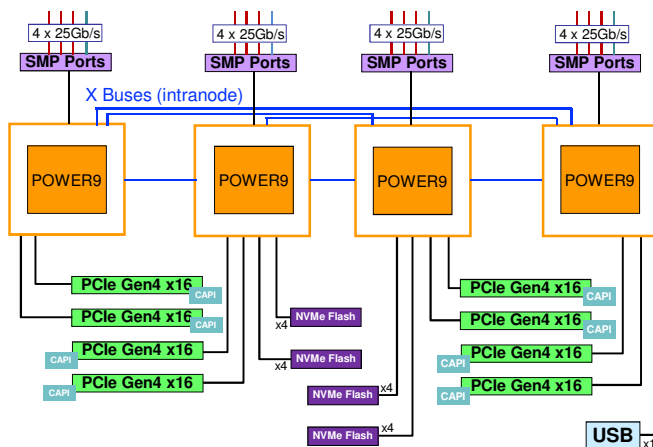 4 x 25Gb/s
4 x 25Gb/s
4 x 25Gb/s
4 x 25Gb/s
SMP Ports
SMP Ports
SMP Ports
SMP Ports
X Buses (intranode)
POWER9
POWER9
POWER9
POWER9
PCIe Gen4 x16
CAPI
PCIe Gen4 x16
CAPI
PCIe Gen4 x16
CAPI
PCIe Gen4 x16
CAPI
x4
NVMe Flash
x4
NVMe Flash
NVMe Flash
x4
NVMe Flash
x4
PCIe Gen4 x16
CAPI
PCIe Gen4 x16
CAPI
PCIe Gen4 x16
CAPI
PCIe Gen4 x16
CAPI
USB